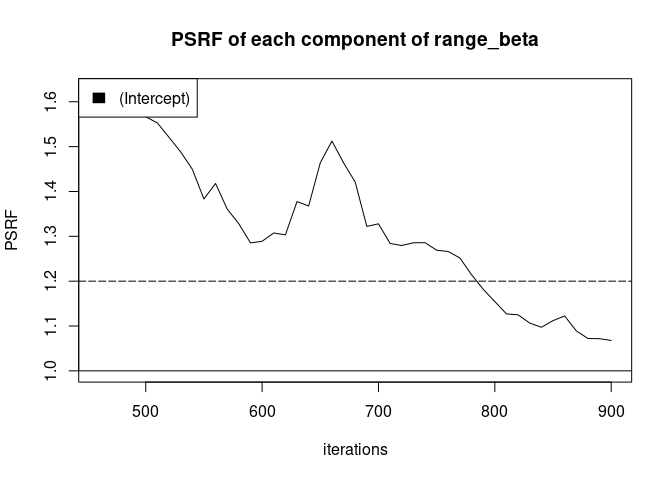 PSRF of each component of range_beta
(Intercept)
PSRF
1.6
1.5
1.4
1.3
1.2
1.1
1.0
500 600 700 800 900
iterations